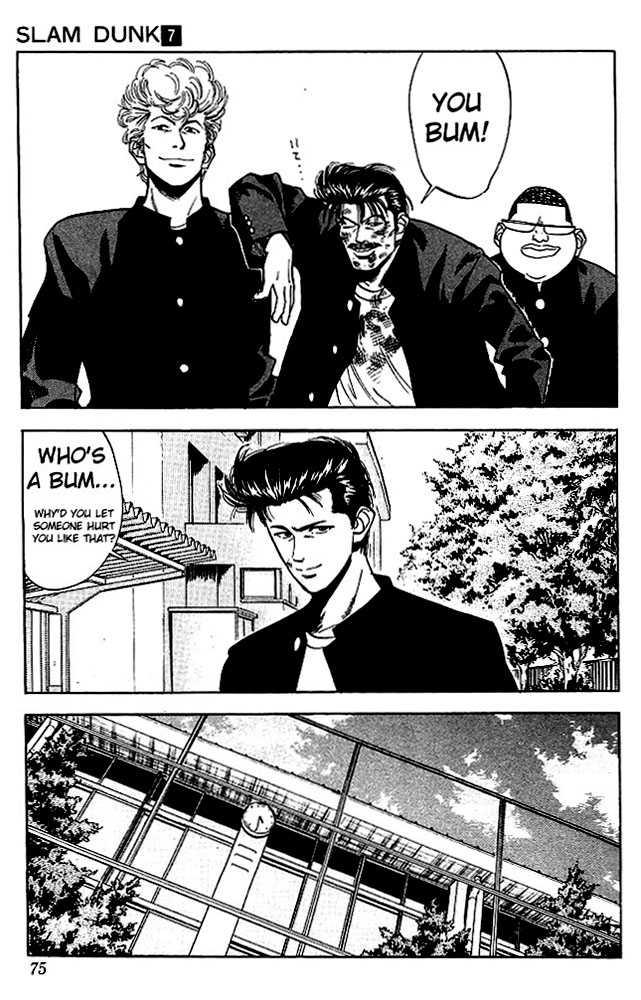 SLAM DUNK 7
YOU
BUM!
WHO'S
A BUM...
WHY'D YOU LET
SOMEONE HURT
YOU LIKE THAT?
75